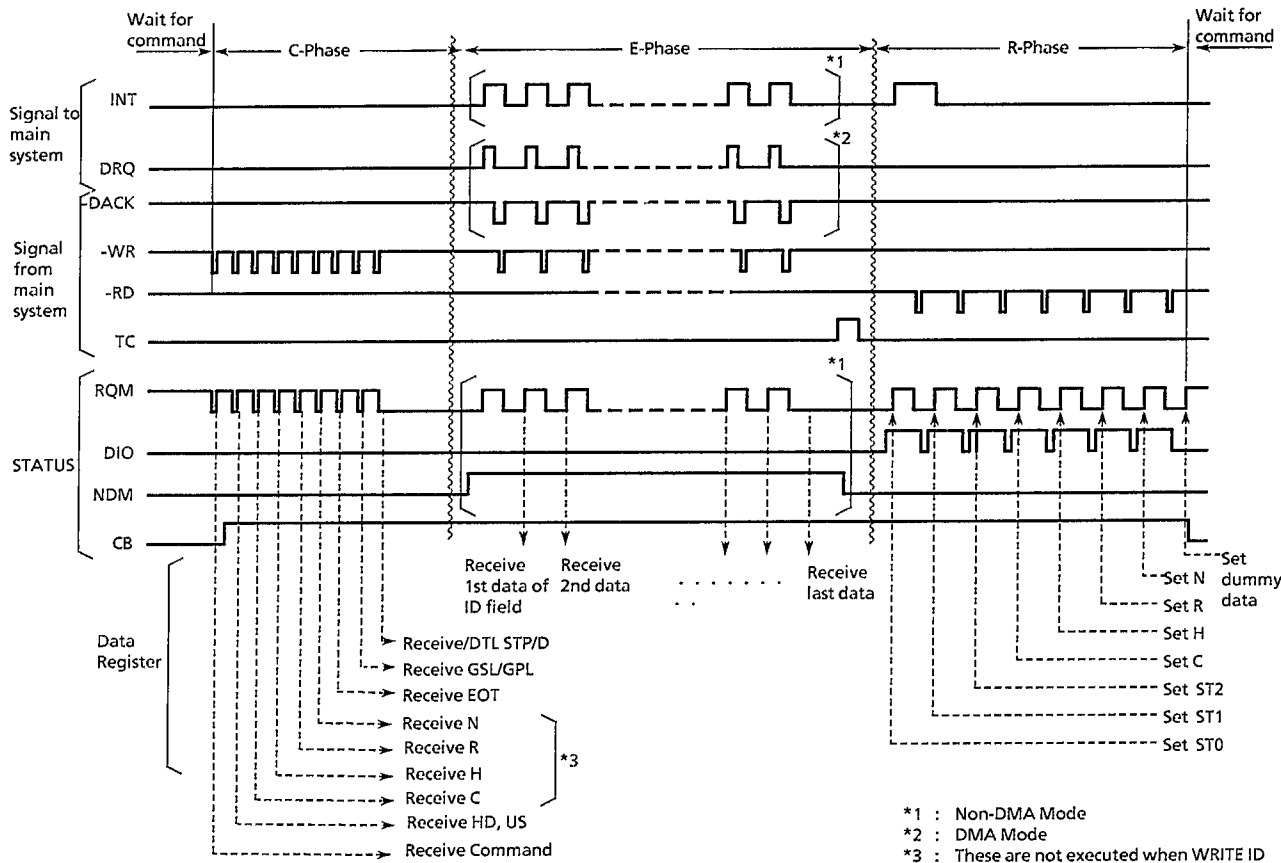 Wait for
command
C-Phase
E-Phase
R-Phase
Wait for
command
Signal to
main
system
INT
*1
DRQ
*2
Signal
from
main
system
-DACK
-WR
-RD
TC
STATUS
RQM
*1
DIO
NDM
CB
Receive
1st data of
ID field
Receive
2nd data
Receive
last data
Set
dummy
data
Set N
Set R
Set H
Set C
Set ST2
Set ST1
Set ST0
Data
Register
Receive/DTL STP/D
Receive GSL/GPL
Receive EOT
Receive N
Receive R
Receive H
Receive C
*3
Receive HD, US
Receive Command
*1 : Non-DMA Mode
*2 : DMA Mode
*3 : These are not executed when WRITE ID